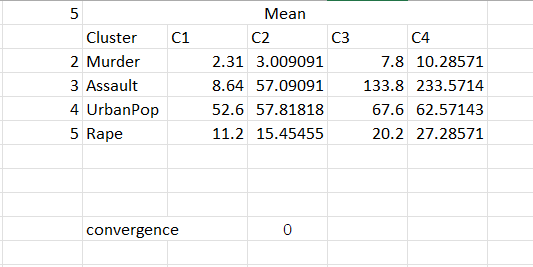 5 Mean
Cluster C1 C2 C3 C4
2 Murder 2.31 3.009091 7.8 10.28571
3 Assault 8.64 57.09091 133.8 233.5714
4 UrbanPop 52.6 57.81818 67.6 62.57143
5 Rape 11.2 15.45455 20.2 27.28571
convergence 0